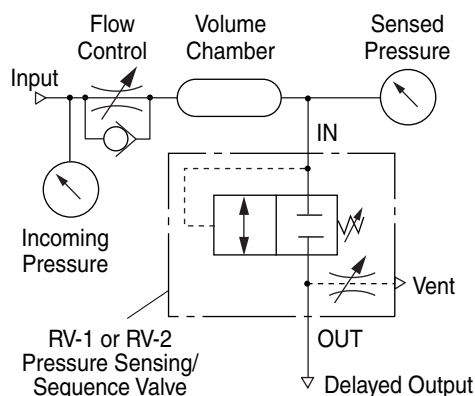 Flow
Control
Volume
Chamber
Sensed
Pressure
Input
IN
Incoming
Pressure
Vent
RV-1 or RV-2
Pressure Sensing/
Sequence Valve
OUT
Delayed Output